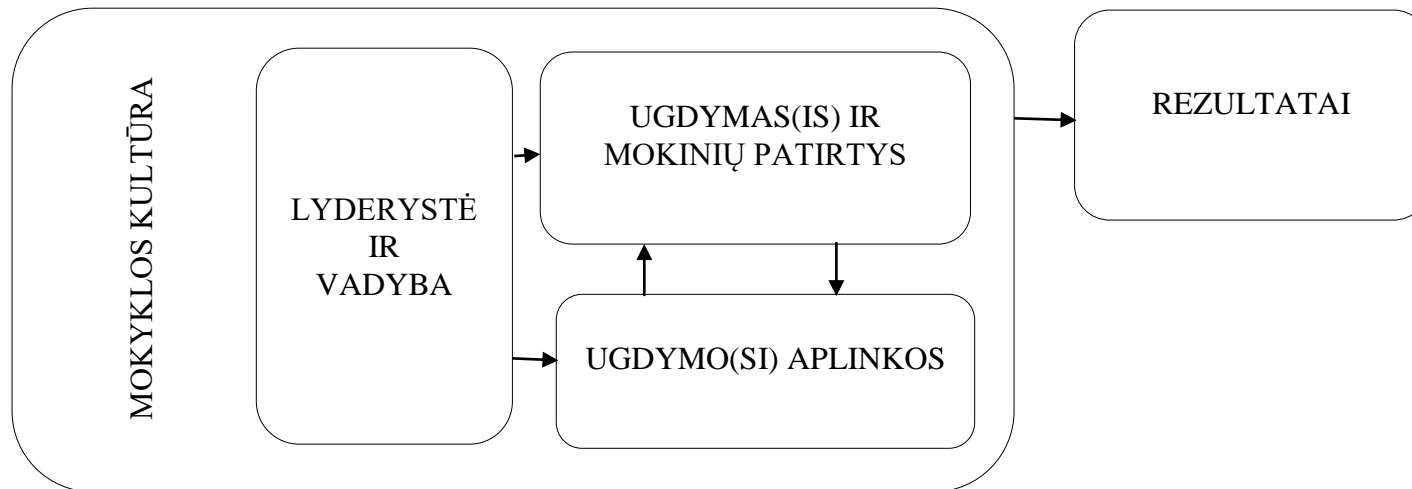 MOKYKLOS KULTŪRA
LYDERYSTĖ
IR
VADYBA
UGDYMAS(IS) IR
MOKINIŲ PATIRTYS
UGDYMO(SI) APLINKOS
REZULTATAI